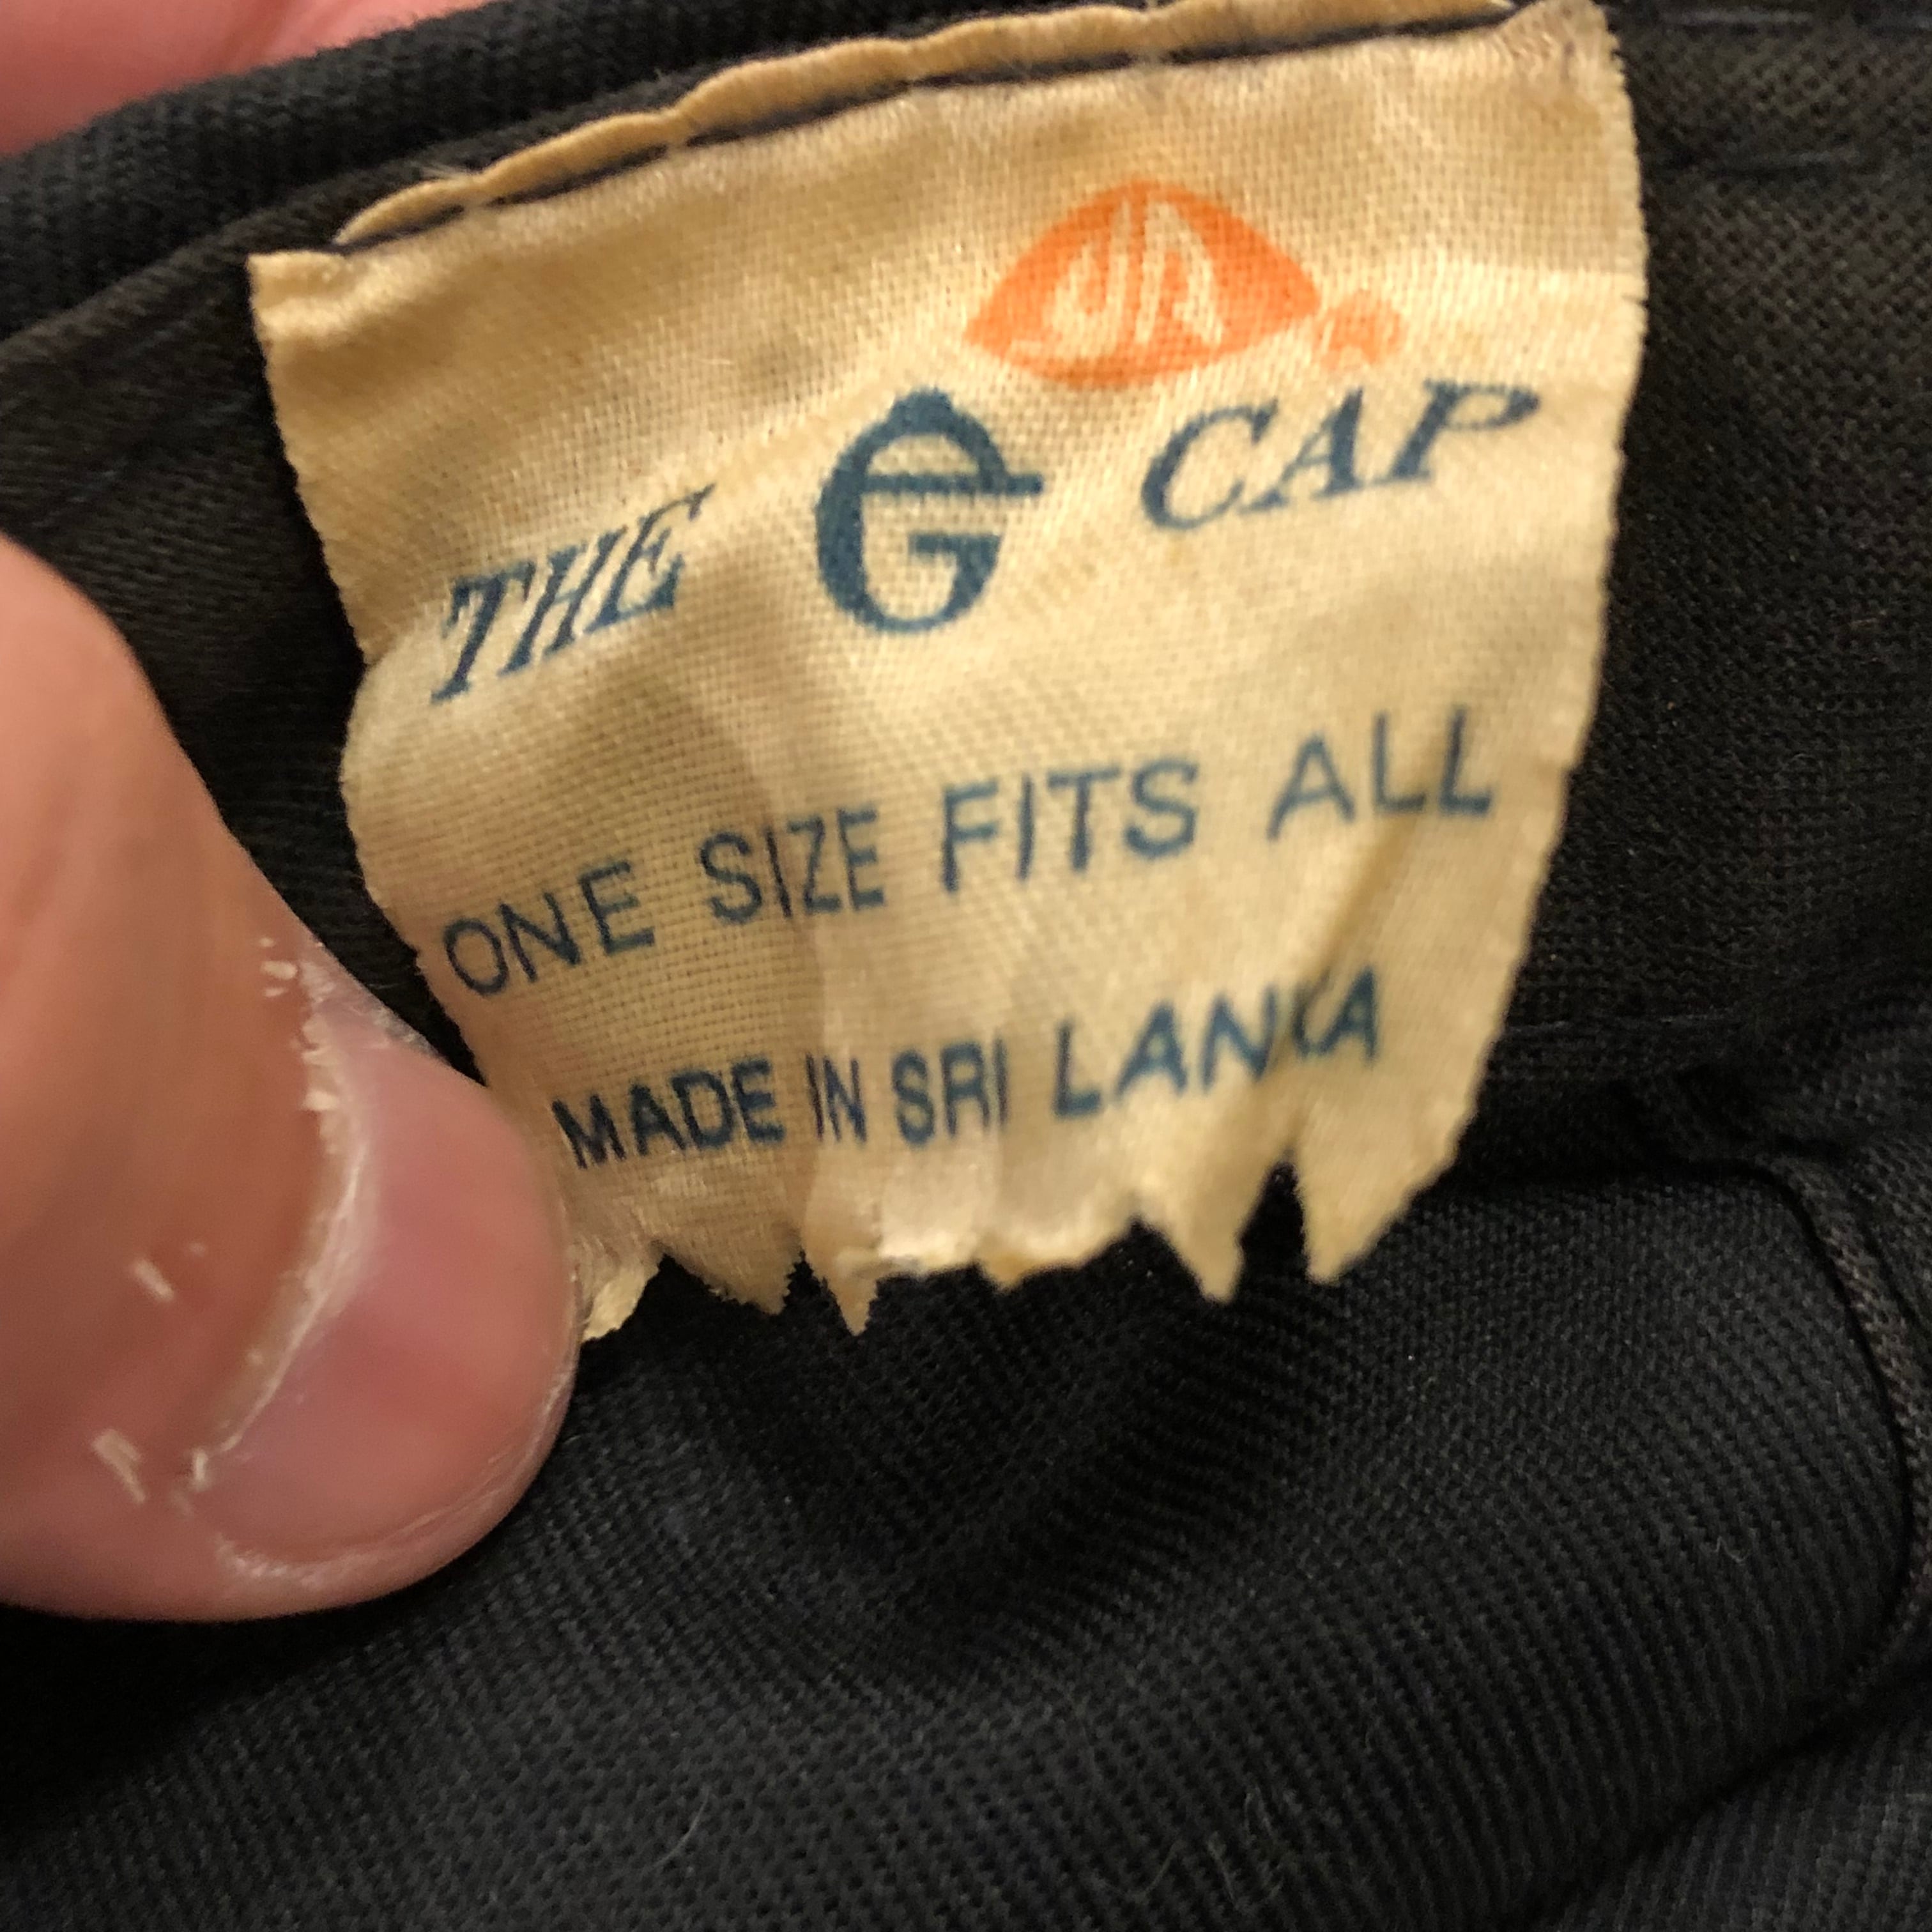 THE G CAP
ONE SIZE FITS ALL
MADE IN SRI LANKA